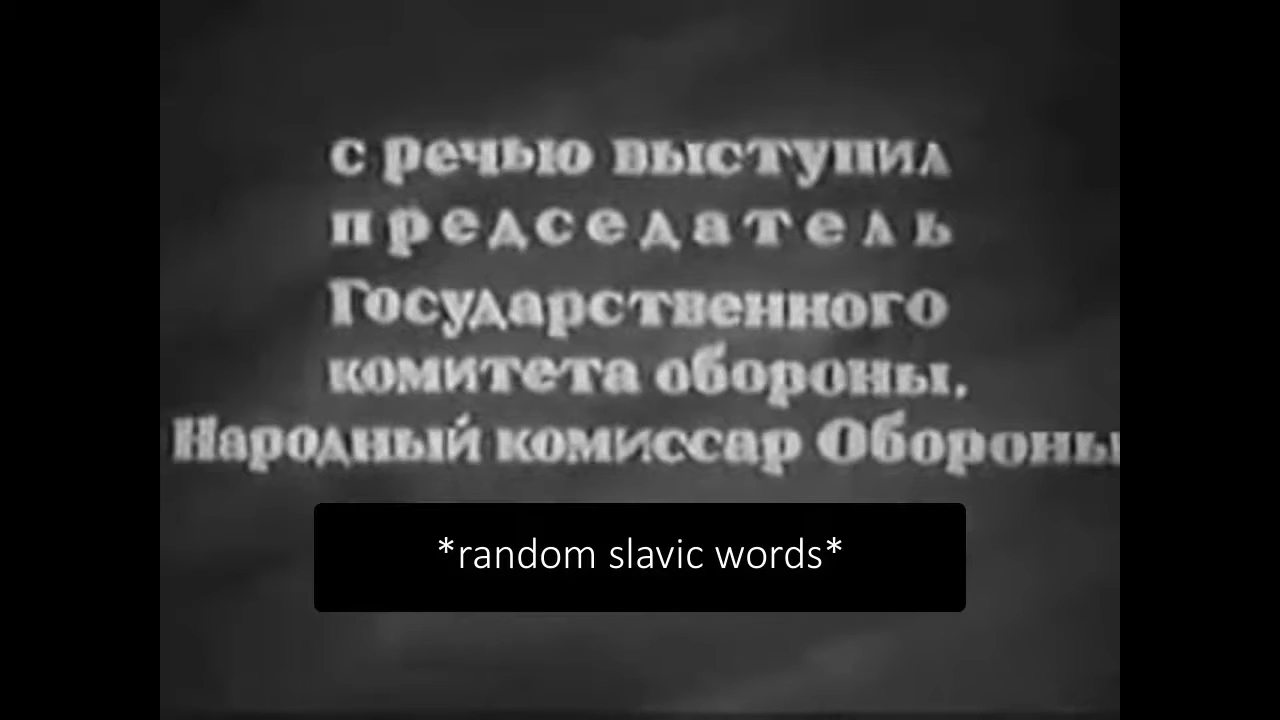 с речью выступил
председатель
Государственного
комитета обороны,
Народный комиссар Обороны
*random slavic words*